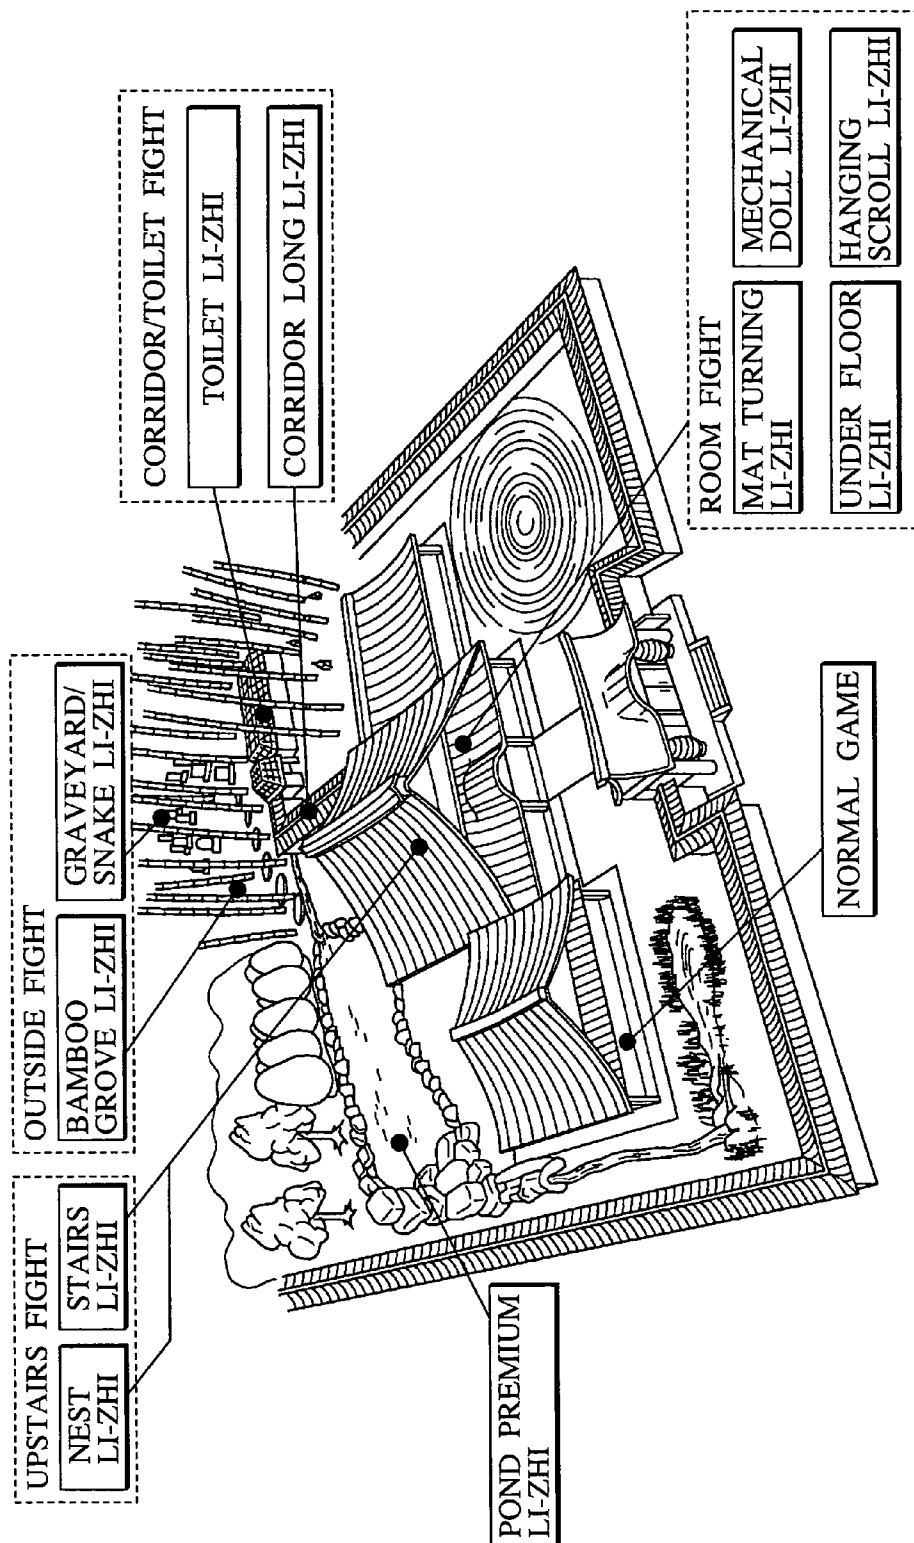 UPSTAIRS FIGHT
NEST
LI-ZHI
STAIRS
LI-ZHI
OUTSIDE FIGHT
BAMBOO
GROVE LI-ZHI
GRAVEYARD/
SNAKE LI-ZHI
CORRIDOR/TOILET FIGHT
TOILET LI-ZHI
CORRIDOR LONG LI-ZHI
POND PREMIUM
LI-ZHI
NORMAL GAME
ROOM FIGHT
MAT TURNING
LI-ZHI
MECHANICAL
DOLL LI-ZHI
UNDER FLOOR
LI-ZHI
HANGING
SCROLL LI-ZHI